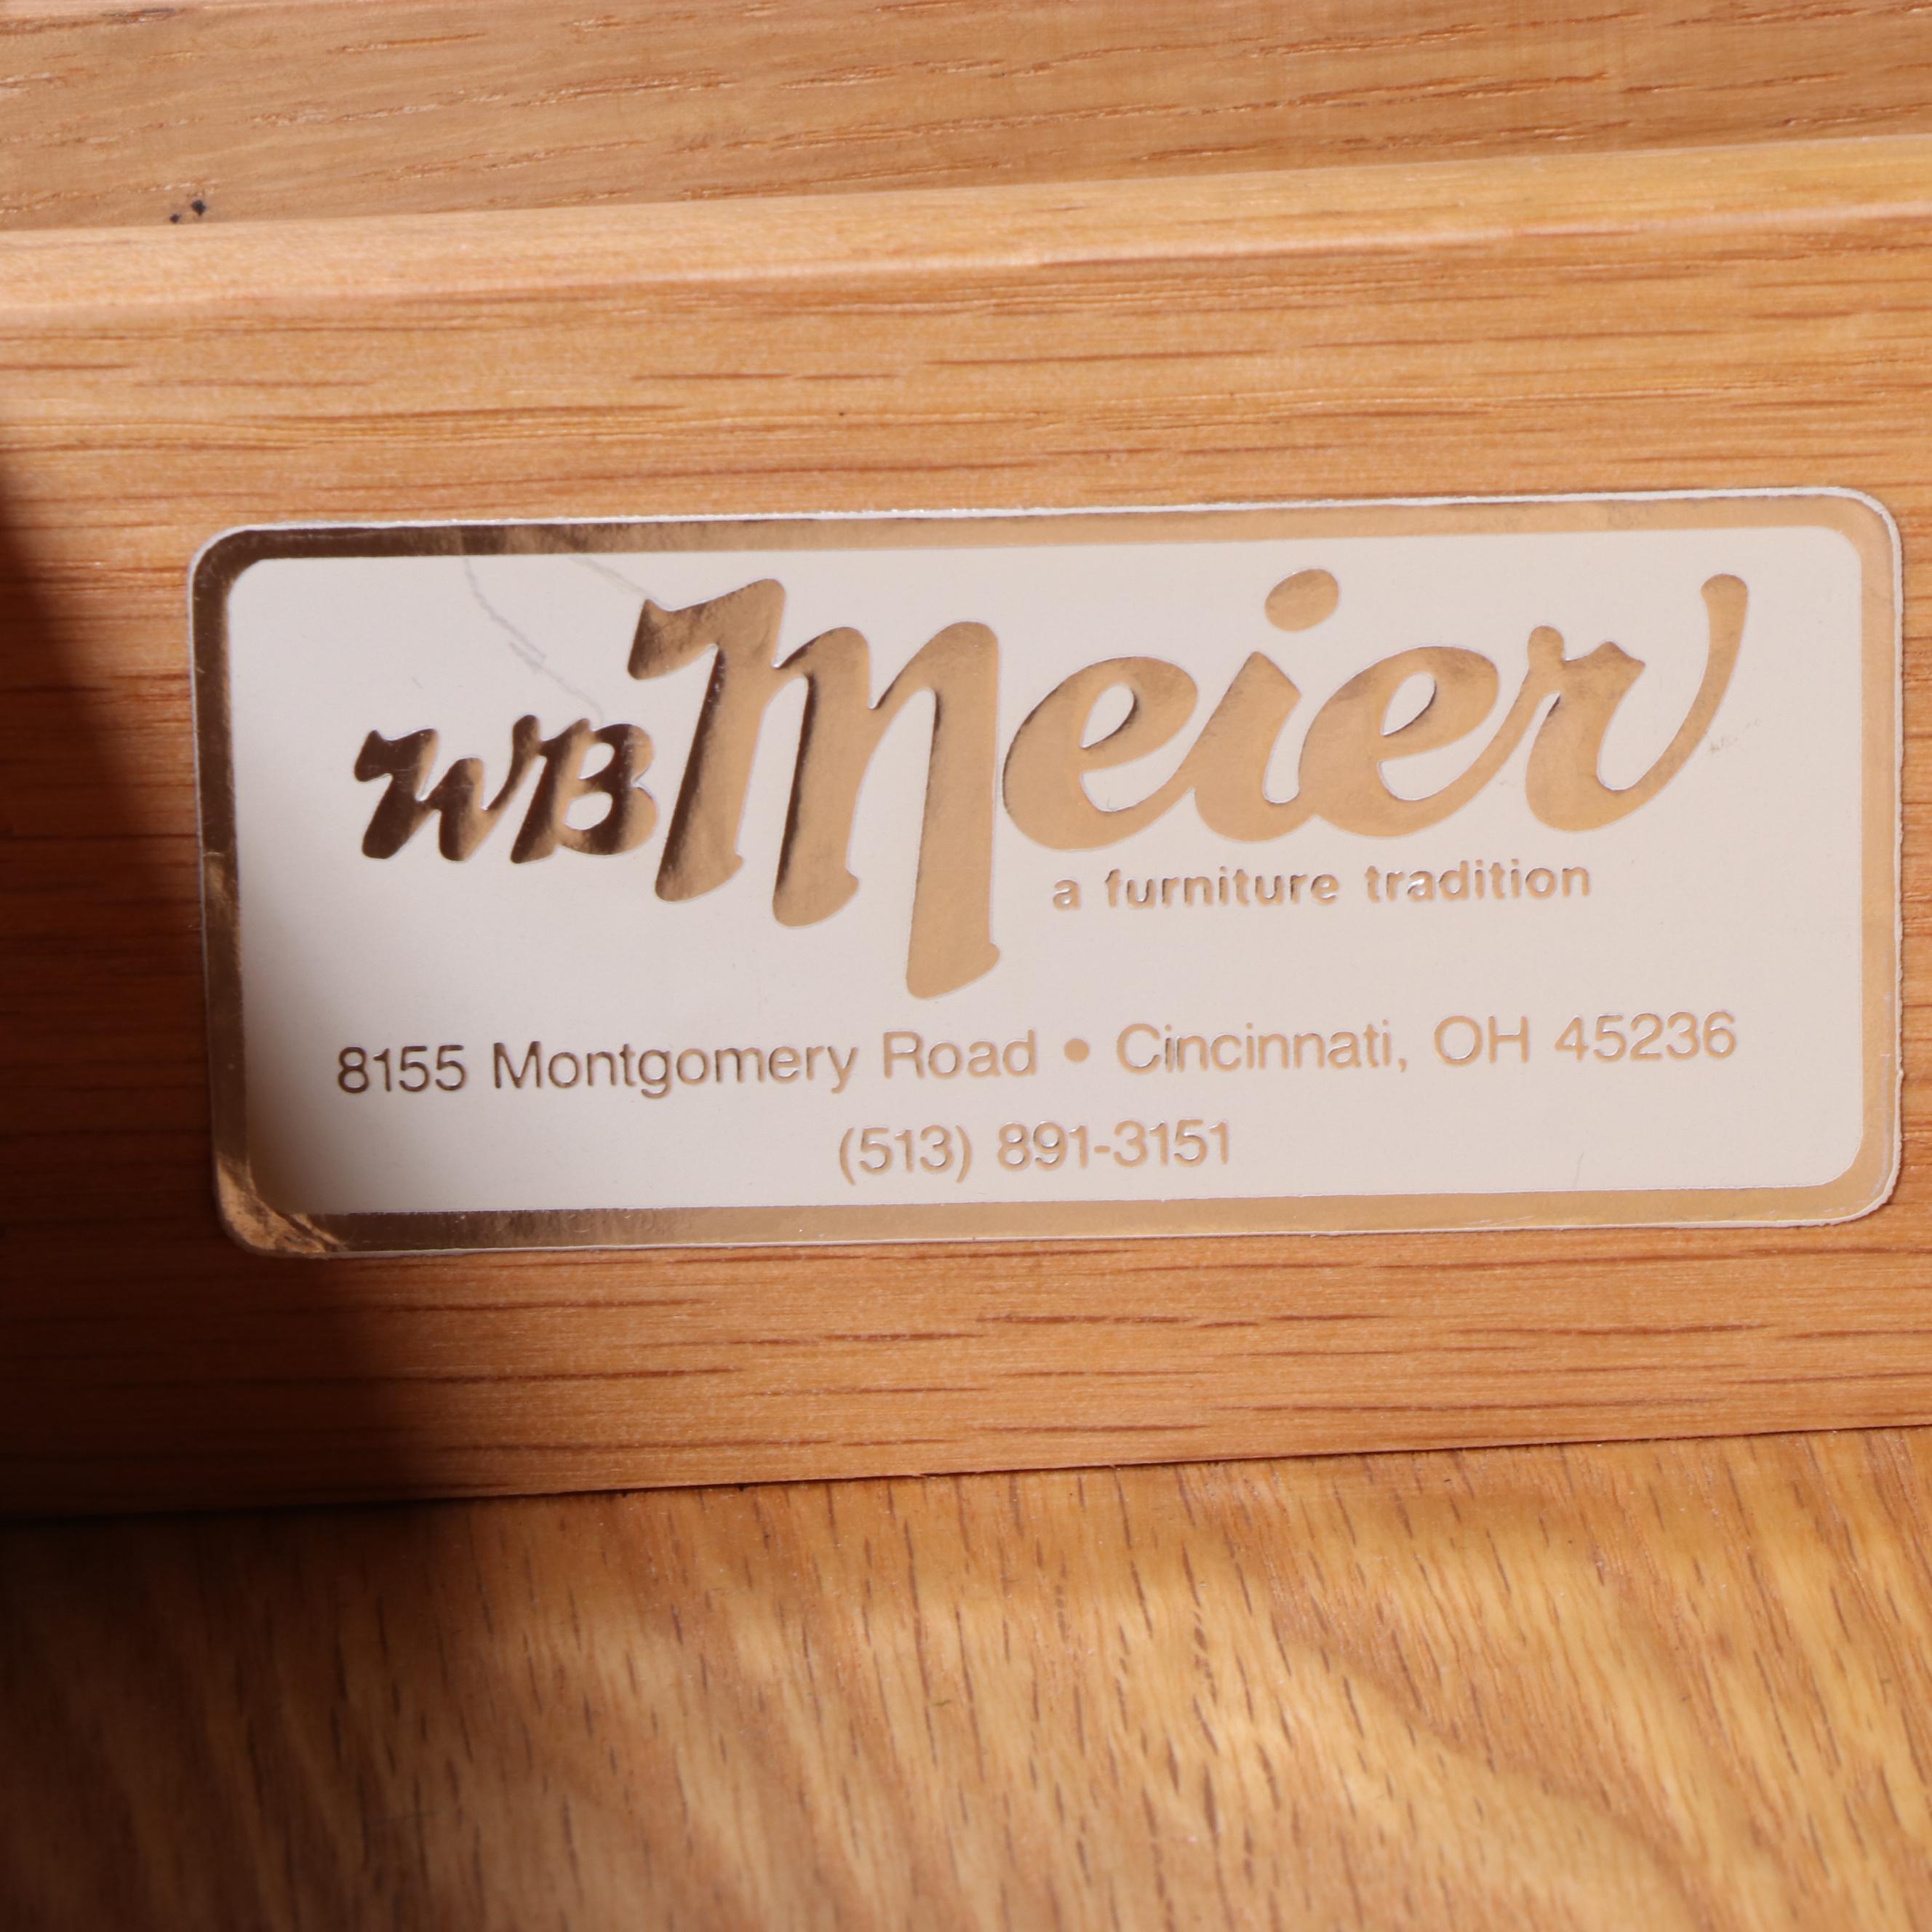 WB Meier
a furniture tradition
8155 Montgomery Road • Cincinnati, OH 45236
(513) 891-3151